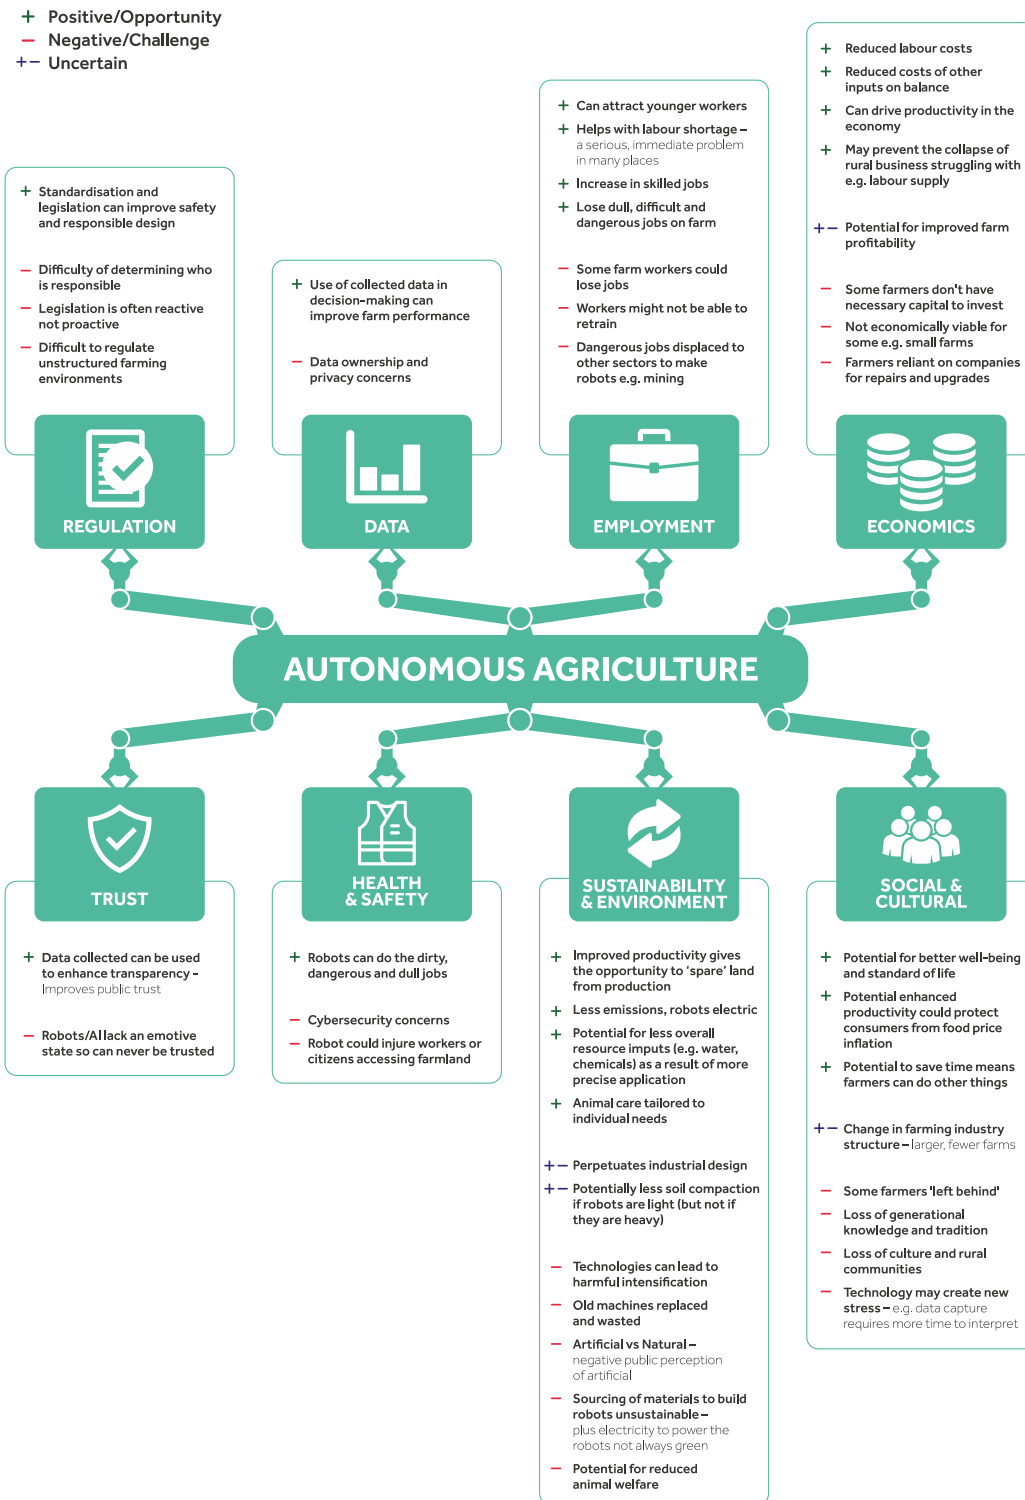 + Positive/Opportunity
− Negative/Challenge
+− Uncertain
+ Standardisation and
legislation can improve safety
and responsible design
− Difficulty of determining who
is responsible
− Legislation is often reactive
not proactive
− Difficult to regulate
unstructured farming
environments
REGULATION
+ Use of collected data in
decision-making can
improve farm performance
− Data ownership and
privacy concerns
DATA
+ Can attract younger workers
+ Helps with labour shortage –
a serious, immediate problem
in many places
+ Increase in skilled jobs
+ Lose dull, difficult and
dangerous jobs on farm
− Some farm workers could
lose jobs
− Workers might not be able to
retrain
− Dangerous jobs displaced to
other sectors to make
robots e.g. mining
EMPLOYMENT
+ Reduced labour costs
+ Reduced costs of other
inputs on balance
+ Can drive productivity in the
economy
+ May prevent the collapse of
rural business struggling with
e.g. labour supply
+− Potential for improved farm
profitability
− Some farmers don't have
necessary capital to invest
− Not economically viable for
some e.g. small farms
− Farmers reliant on companies
for repairs and upgrades
ECONOMICS
AUTONOMOUS AGRICULTURE
TRUST
+ Data collected can be used
to enhance transparency -
Improves public trust
− Robots/AI lack an emotive
state so can never be trusted
HEALTH
& SAFETY
+ Robots can do the dirty,
dangerous and dull jobs
− Cybersecurity concerns
− Robot could injure workers or
citizens accessing farmland
SUSTAINABILITY
& ENVIRONMENT
+ Improved productivity gives
the opportunity to 'spare' land
from production
+ Less emissions, robots electric
+ Potential for less overall
resource imputs (e.g. water,
chemicals) as a result of more
precise application
+ Animal care tailored to
individual needs
+− Perpetuates industrial design
+− Potentially less soil compaction
if robots are light (but not if
they are heavy)
− Technologies can lead to
harmful intensification
− Old machines replaced
and wasted
− Artificial vs Natural –
negative public perception
of artificial
− Sourcing of materials to build
robots unsustainable –
plus electricity to power the
robots not always green
− Potential for reduced
animal welfare
SOCIAL &
CULTURAL
+ Potential for better well-being
and standard of life
+ Potential enhanced
productivity could protect
consumers from food price
inflation
+ Potential to save time means
farmers can do other things
+− Change in farming industry
structure – larger, fewer farms
− Some farmers 'left behind'
− Loss of generational
knowledge and tradition
− Loss of culture and rural
communities
− Technology may create new
stress – e.g. data capture
requires more time to interpret